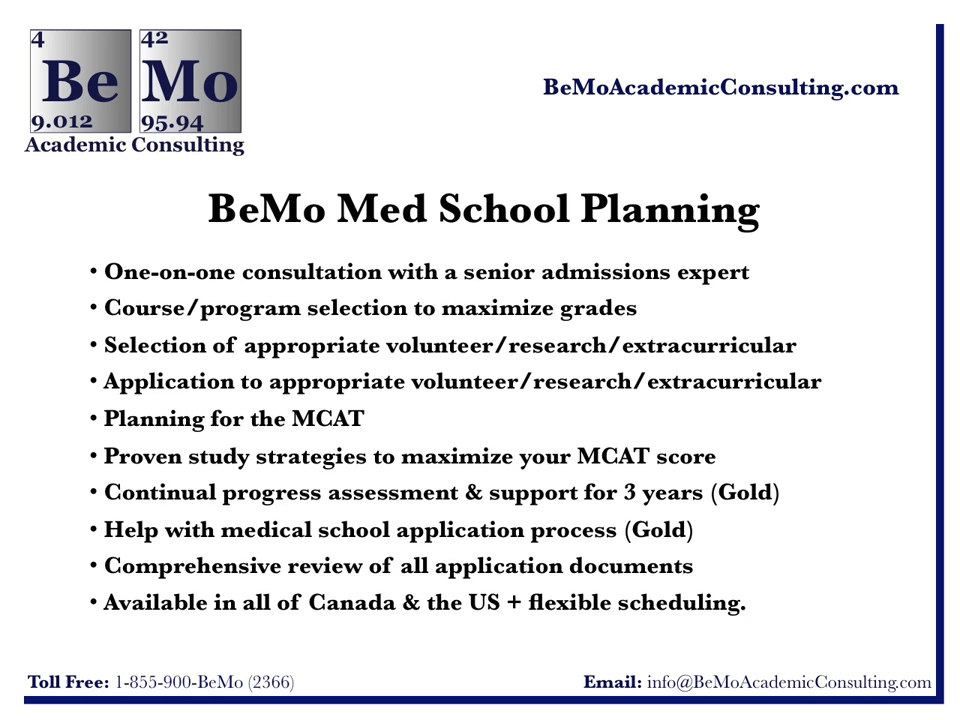 4 42
Be Mo
9.012 95.94
Academic Consulting
BeMoAcademicConsulting.com
BeMo Med School Planning
• One-on-one consultation with a senior admissions expert
• Course/program selection to maximize grades
• Selection of appropriate volunteer/research/extracurricular
• Application to appropriate volunteer/research/extracurricular
• Planning for the MCAT
• Proven study strategies to maximize your MCAT score
• Continual progress assessment & support for 3 years (Gold)
• Help with medical school application process (Gold)
• Comprehensive review of all application documents
• Available in all of Canada & the US + flexible scheduling.
Toll Free: 1-855-900-BeMo (2366) Email: info@BeMoAcademicConsulting.com